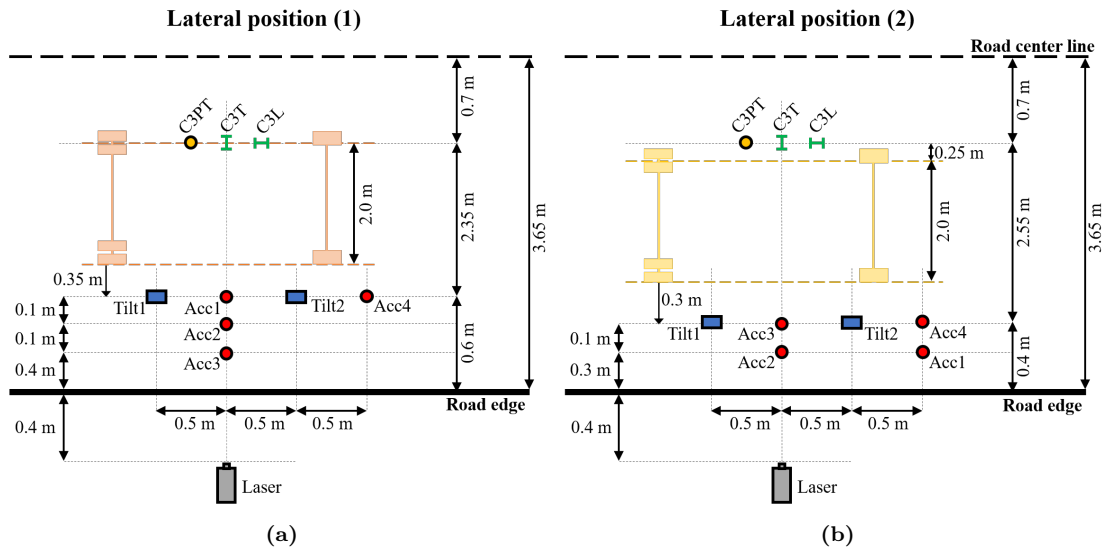 Lateral position (1)
0.7 m
C3PT
C3T
C3L
2.0 m
2.35 m
3.65 m
0.35 m
Tilt1
Acc1
Tilt2
Acc4
0.1 m
Acc2
0.1 m
Acc3
0.6 m
0.4 m
Road edge
0.4 m
0.5 m
0.5 m
0.5 m
Laser
(a)
Lateral position (2)
Road center line
0.7 m
C3PT
C3T
C3L
0.25 m
2.0 m
2.55 m
3.65 m
0.3 m
Tilt1
Acc3
Tilt2
Acc4
0.1 m
Acc2
Acc1
0.3 m
0.4 m
Road edge
0.4 m
0.5 m
0.5 m
0.5 m
Laser
(b)